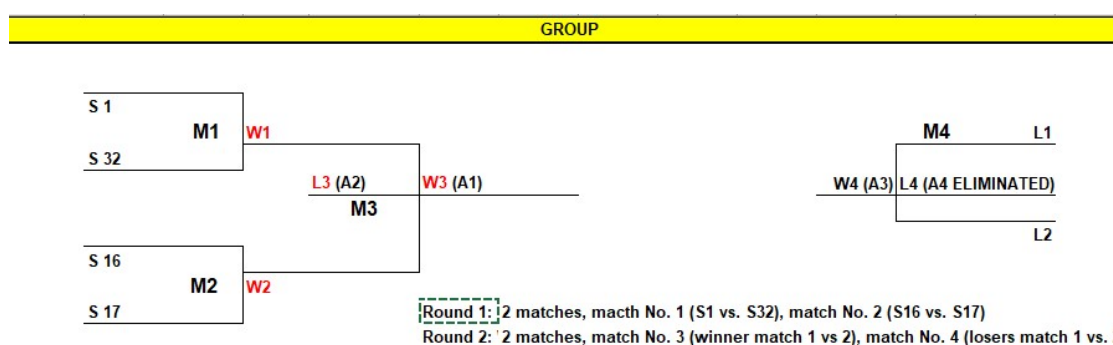 GROUP
S 1
M1
W1
S 32
L3 (A2)
W3 (A1)
M3
S 16
M2
W2
S 17
M4
L1
W4 (A3)
L4 (A4 ELIMINATED)
L2
Round 1: 2 matches, macth No. 1 (S1 vs. S32), match No. 2 (S16 vs. S17)
Round 2: 2 matches, match No. 3 (winner match 1 vs 2), match No. 4 (losers match 1 vs.